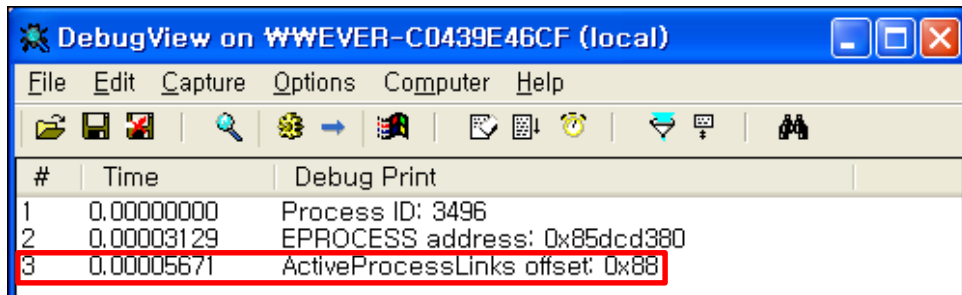 DebugView on ₩₩EVER-C0439E46CF (local)
File Edit Capture Options Computer Help
# Time Debug Print
1 0.00000000 Process ID: 3496
2 0.00003129 EPROCESS address: 0x85dcd380
3 0.00005671 ActiveProcessLinks offset: 0x88